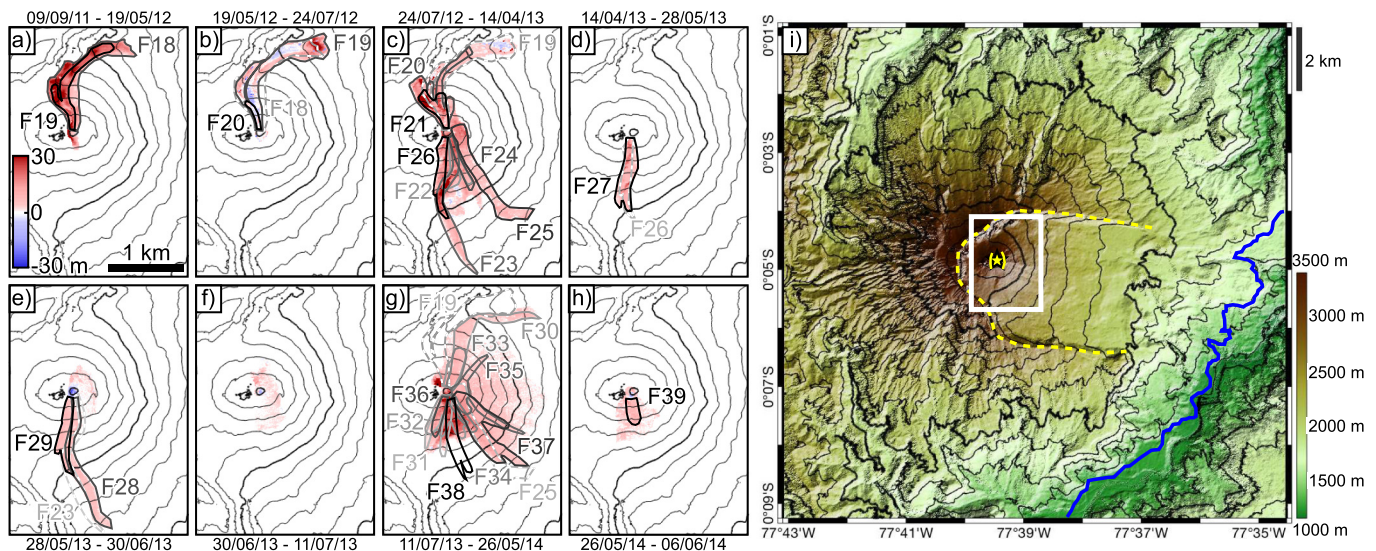 09/09/11 - 19/05/12
19/05/12 - 24/07/12
24/07/12 - 14/04/13
14/04/13 - 28/05/13
a)
F18
F19
30
0
-30 m
1 km
b)
F19
F18
F20
c)
F19
F20
F21
F26
F24
F22
F25
F23
d)
F27
F26
e)
F29
F28
F23
28/05/13 - 30/06/13
f)
30/06/13 - 11/07/13
g)
F19
F30
F33
F35
F36
F32
F37
F31
F34
F25
F38
11/07/13 - 26/05/14
h)
F39
26/05/14 - 06/06/14
i)
0°01'S
0°03'S
0°05'S
0°07'S
0°09'S
77°43'W
77°41'W
77°39'W
77°37'W
77°35'W
2 km
3500 m
3000 m
2500 m
2000 m
1500 m
1000 m